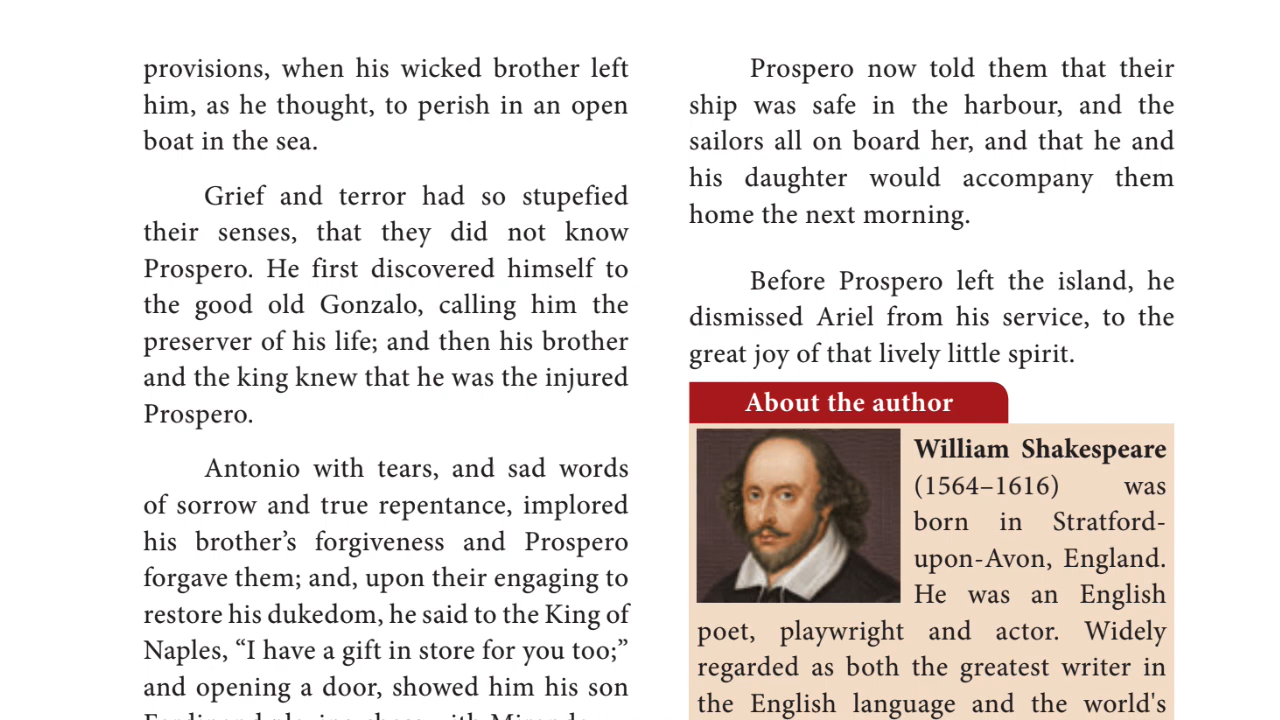 provisions, when his wicked brother left
him, as he thought, to perish in an open
boat in the sea.
Grief and terror had so stupefied
their senses, that they did not know
Prospero. He first discovered himself to
the good old Gonzalo, calling him the
preserver of his life; and then his brother
and the king knew that he was the injured
Prospero.
Antonio with tears, and sad words
of sorrow and true repentance, implored
his brother’s forgiveness and Prospero
forgave them; and, upon their engaging to
restore his dukedom, he said to the King of
Naples, “I have a gift in store for you too;”
and opening a door, showed him his son
Ferdinand playing chess with Miranda.
Prospero now told them that their
ship was safe in the harbour, and the
sailors all on board her, and that he and
his daughter would accompany them
home the next morning.
Before Prospero left the island, he
dismissed Ariel from his service, to the
great joy of that lively little spirit.
About the author
William Shakespeare
(1564–1616) was
born in Stratford-
upon-Avon, England.
He was an English
poet, playwright and actor. Widely
regarded as both the greatest writer in
the English language and the world's